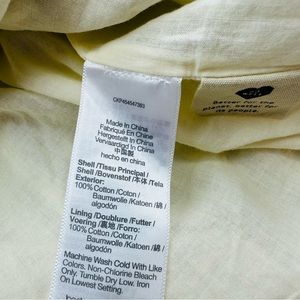 CKP454547393
Made In China
Fabriqué En Chine
Hergestellt In China
Vervaardigd In China
中国製
hecho en china
Shell /Tissu Principal /
Shell /Bovenstof /本体 /Tela
Exterior:
100% Cotton /Coton /
Baumwolle /Katoen /綿 /
algodón
Lining /Doublure /Futter /
Voering /裏地 /Forro:
100% Cotton /Coton /
Baumwolle /Katoen /綿 /
algodón
Machine Wash Cold With Like
Colors. Non-Chlorine Bleach
Only. Tumble Dry Low. Iron
On Lowest Setting.
Better for the
planet, better for
its people.